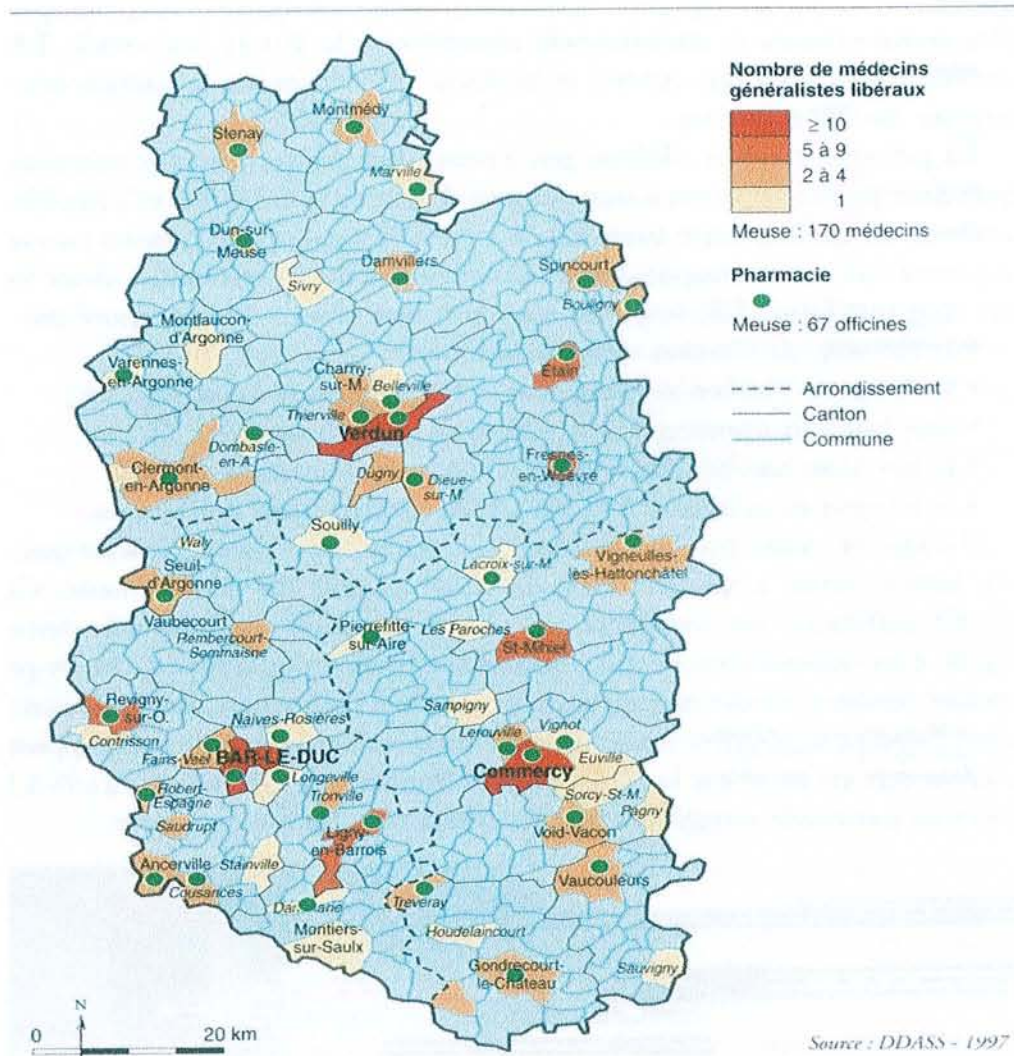 Nombre de médecins
généralistes libéraux
≥ 10
5 à 9
2 à 4
1
Meuse : 170 médecins
Pharmacie
Meuse : 67 officines
Arrondissement
Canton
Commune
Montmédy
Stenay
Marville
Dun-sur-
Meuse
Damvillers
Sivry
Spincourt
Bouligny
Montfaucon-
d'Argonne
Varennes-
en-Argonne
Étain
Charny-
sur-M.
Belleville
Thierville
Verdun
Dombasle-
en-A.
Clermont-
en-Argonne
Dugny
Dieue-
sur-M.
Fresnes-
en-Woëvre
Souilly
Waly
Lacroix-sur-M.
Vigneulles-
les-Hattonchâtel
Seuil-
d'Argonne
Vaubecourt
Rembercourt-
Sommaisne
Pierrefitte-
sur-Aire
Les Paroches
St-Mihiel
Revigny-
sur-O.
Contrisson
Naives-Rosières
Sampigny
Lerouville
Vignot
Fains-Véel
BAR-LE-DUC
Commercy
Euville
Robert-
Espagne
Longeville
Tronville
Sorcy-St-M.
Pagny
Saudrupt
Ligny-
en-Barrois
Void-Vacon
Ancerville
Stainville
Cousances
Vaucouleurs
Dammarie
Tréveray
Montiers-
sur-Saulx
Houdelaincourt
Gondrecourt-
le-Château
Sauvigny
N
0 20 km
Source : DDASS - 1997